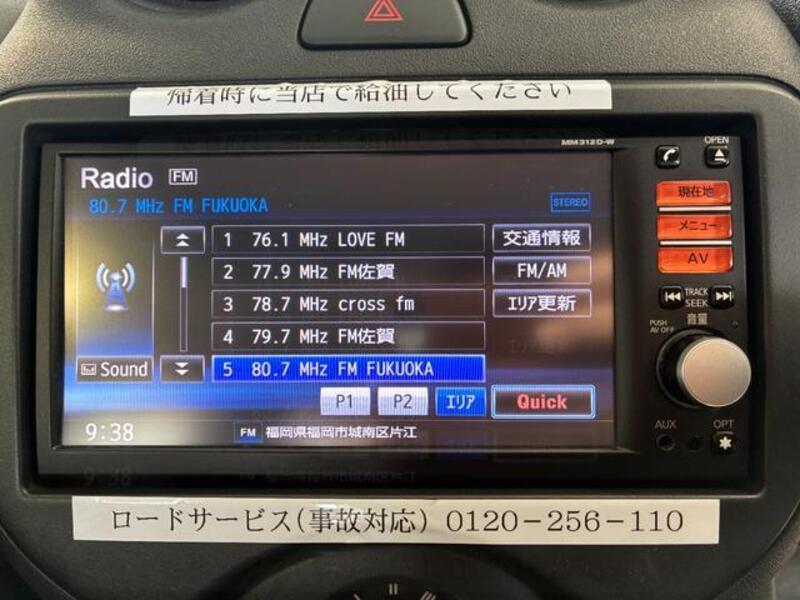 帰着時に当店で給油してください
MM312D-W
OPEN
Radio FM
80.7 MHz FM FUKUOKA
STEREO
1 76.1 MHz LOVE FM
2 77.9 MHz FM佐賀
3 78.7 MHz cross fm
4 79.7 MHz FM佐賀
5 80.7 MHz FM FUKUOKA
交通情報
FM/AM
エリア更新
Sound
P1 P2 エリア Quick
9:38
FM 福岡県福岡市城南区片江
現在地
メニュー
AV
TRACK
SEEK
音量
PUSH
AV OFF
AUX OPT
ロードサービス(事故対応) 0120-256-110